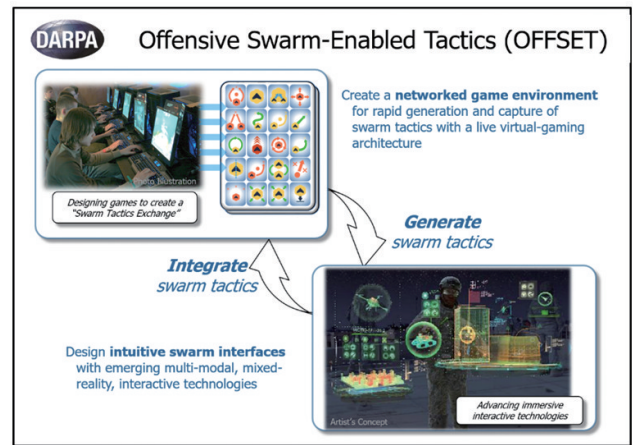 DARPA
Offensive Swarm-Enabled Tactics (OFFSET)
Photo Illustration
Designing games to create a
"Swarm Tactics Exchange"
Create a networked game environment
for rapid generation and capture of
swarm tactics with a live virtual-gaming
architecture
Generate
swarm tactics
Integrate
swarm tactics
Design intuitive swarm interfaces
with emerging multi-modal, mixed-
reality, interactive technologies
Artist's Concept
Advancing immersive
interactive technologies